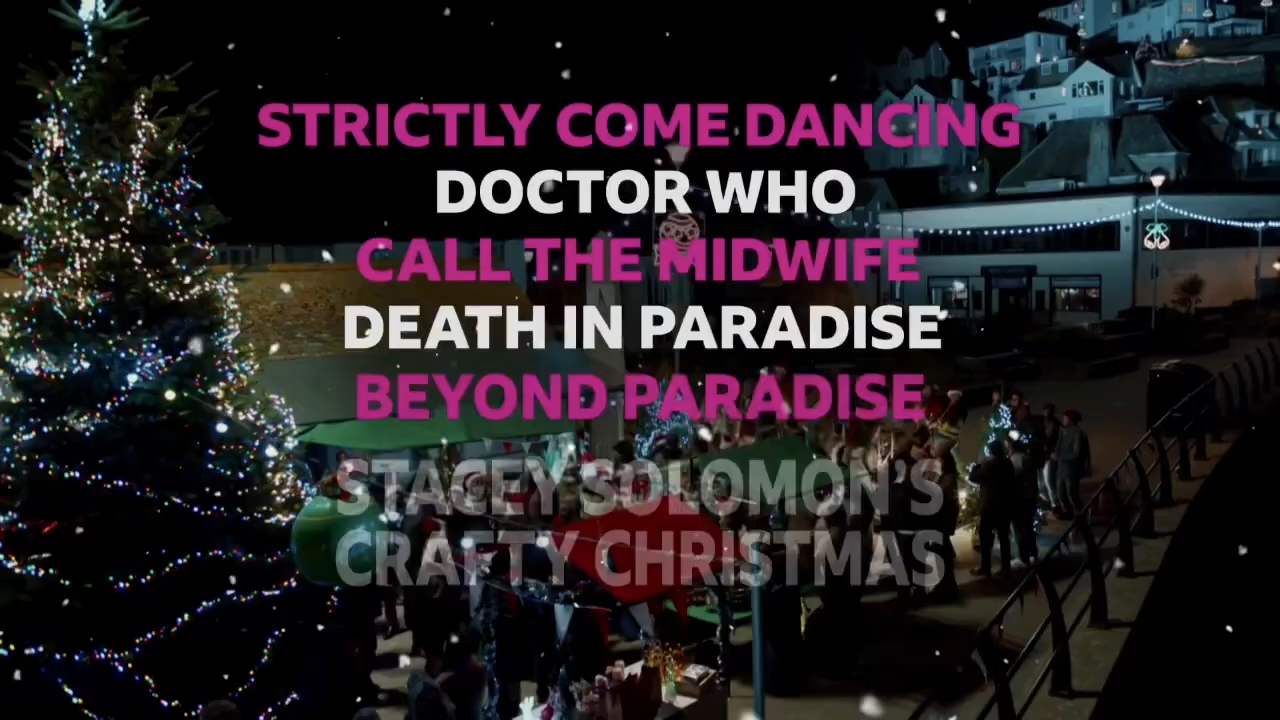 STRICTLY COME DANCING
DOCTOR WHO
CALL THE MIDWIFE
DEATH IN PARADISE
BEYOND PARADISE
STACEY SOLOMON'S
CRAFTY CHRISTMAS